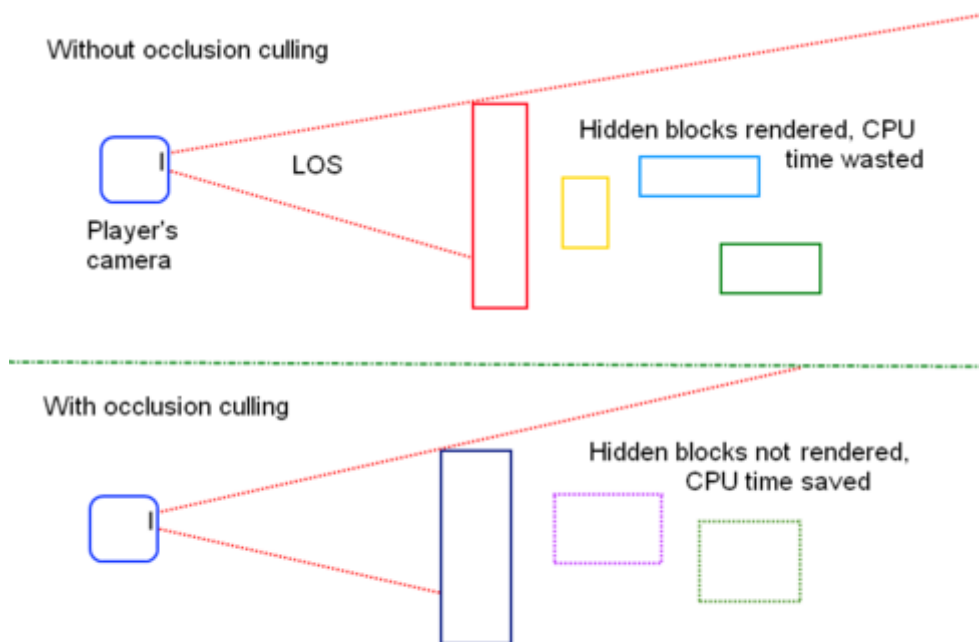 Without occlusion culling
Hidden blocks rendered, CPU
time wasted
LOS
Player's
camera
With occlusion culling
Hidden blocks not rendered,
CPU time saved